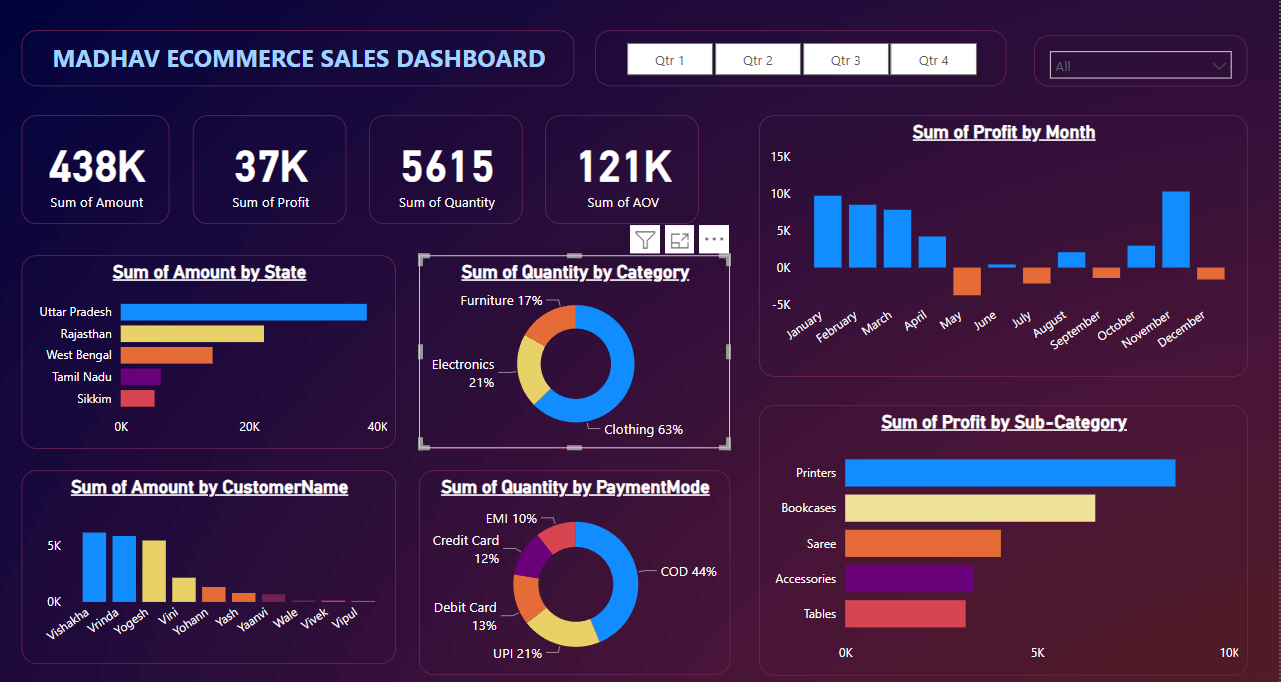 MADHAV ECOMMERCE SALES DASHBOARD
Qtr 1
Qtr 2
Qtr 3
Qtr 4
All
438K
Sum of Amount
37K
Sum of Profit
5615
Sum of Quantity
121K
Sum of AOV
Sum of Profit by Month
15K
10K
5K
0K
-5K
January
February
March
April
May
June
July
August
September
October
November
December
Sum of Amount by State
Uttar Pradesh
Rajasthan
West Bengal
Tamil Nadu
Sikkim
0K
20K
40K
Sum of Quantity by Category
Furniture 17%
Electronics
21%
Clothing 63%
Sum of Profit by Sub-Category
Printers
Bookcases
Saree
Accessories
Tables
0K
5K
10K
Sum of Amount by CustomerName
5K
0K
Vishakha
Vrinda
Yogesh
Vini
Yohann
Yash
Yaanvi
Wale
Vivek
Vipul
Sum of Quantity by PaymentMode
EMI 10%
Credit Card
12%
COD 44%
Debit Card
13%
UPI 21%